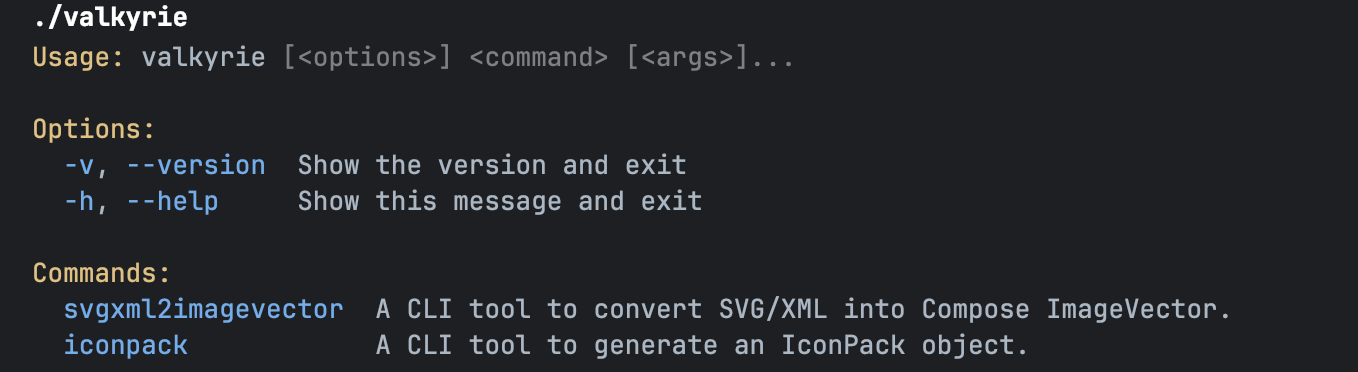 ./valkyrie
Usage: valkyrie [<options>] <command> [<args>]...
Options:
-v, --version  Show the version and exit
-h, --help     Show this message and exit
Commands:
svgxml2imagevector  A CLI tool to convert SVG/XML into Compose ImageVector.
iconpack            A CLI tool to generate an IconPack object.